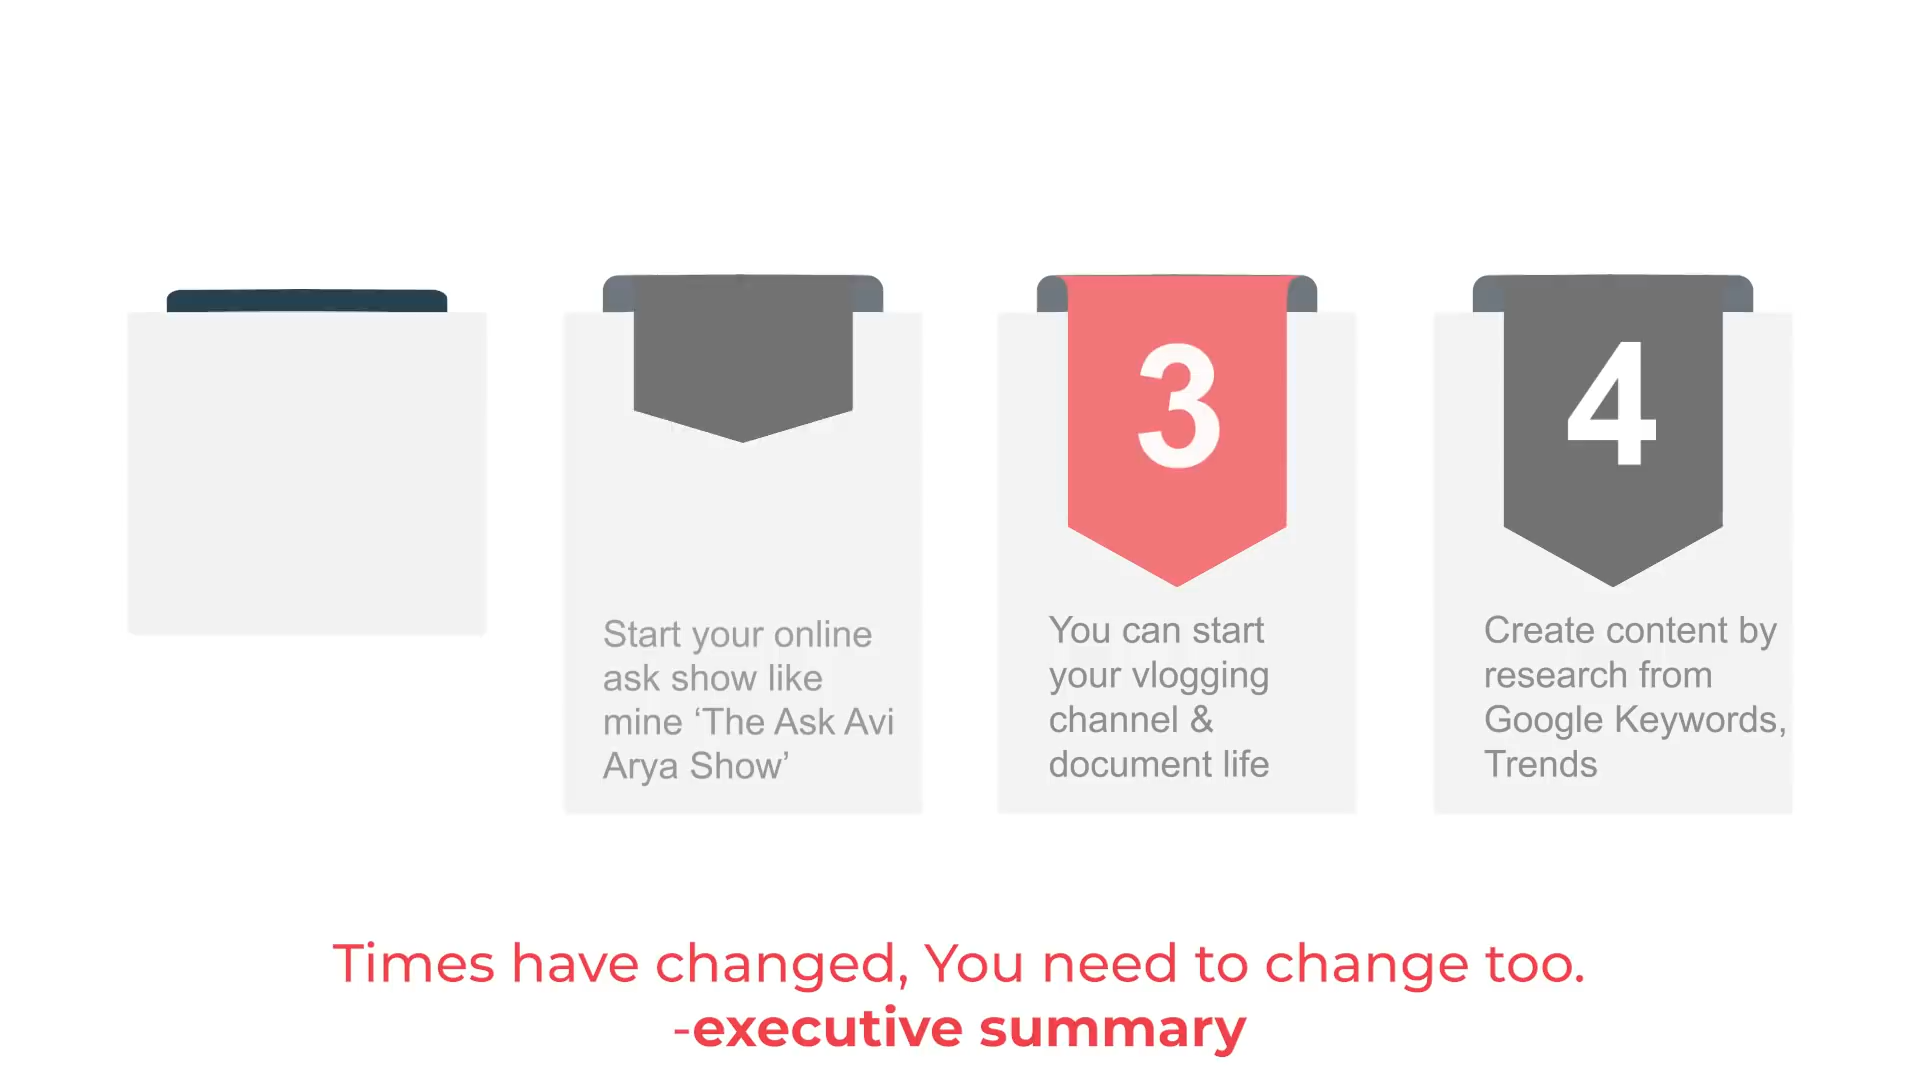 Start your online
ask show like
mine ‘The Ask Avi
Arya Show’
3
You can start
your vlogging
channel &
document life
4
Create content by
research from
Google Keywords,
Trends
Times have changed, You need to change too.
-executive summary